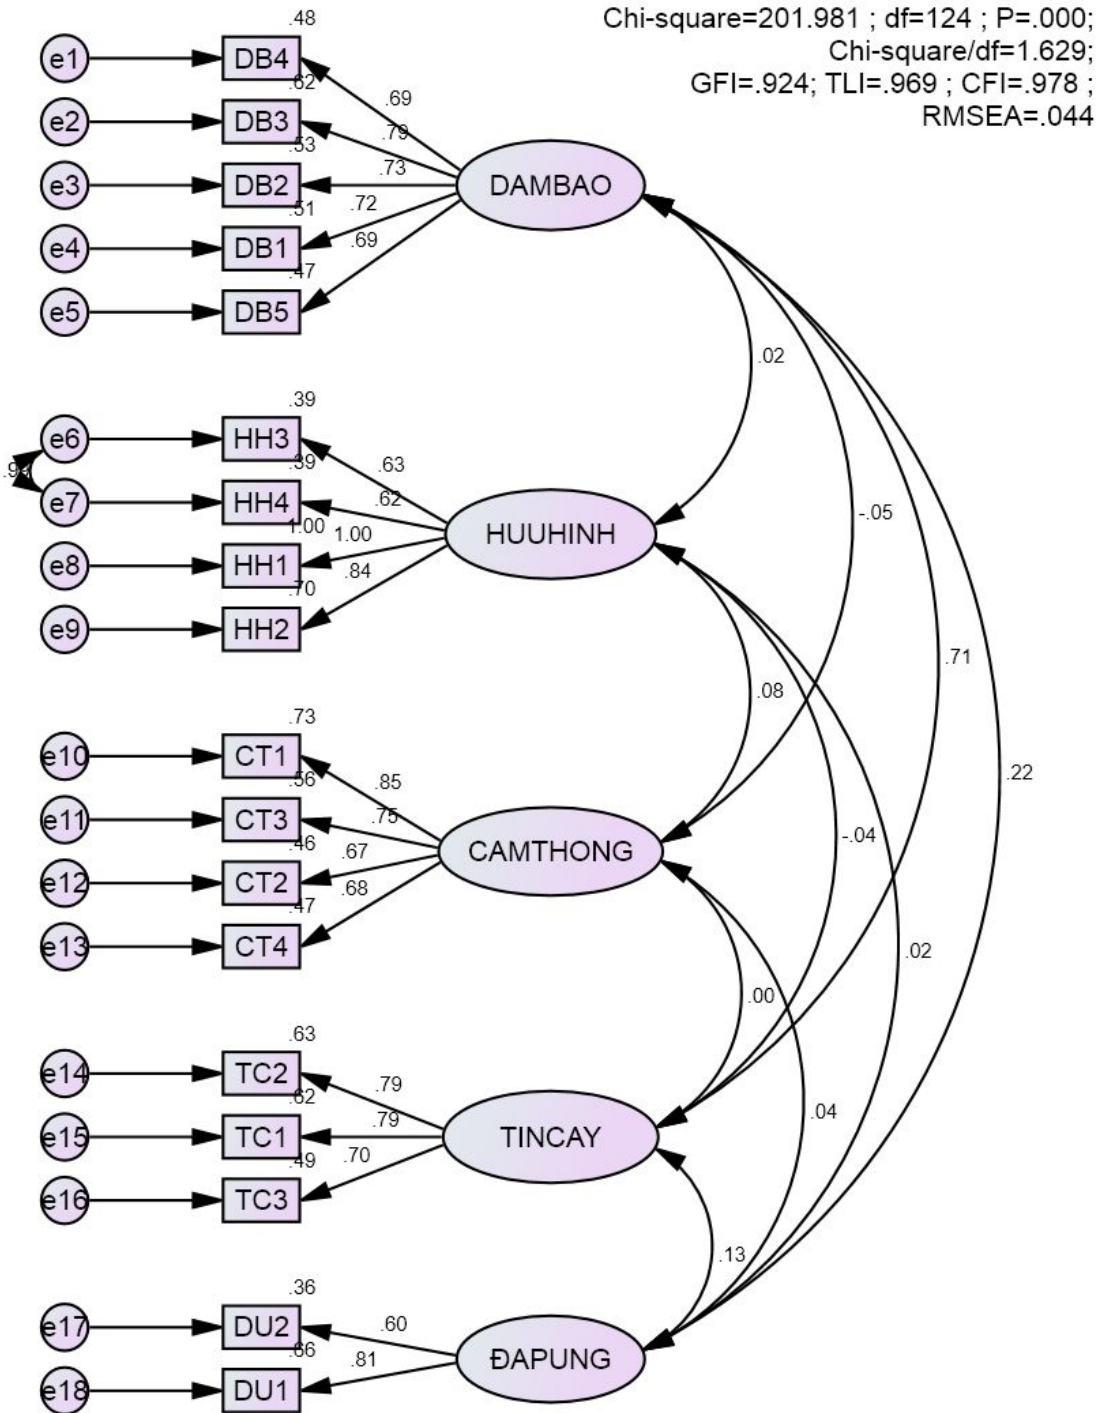 Chi-square=201.981 ; df=124 ; P=.000;
Chi-square/df=1.629;
GFI=.924; TLI=.969 ; CFI=.978 ;
RMSEA=.044
.48
e1 DB4
.69
.62
e2 DB3
.79
.53
e3 DB2
.73
DAMBAO
.51
e4 DB1
.72
.69
.47
e5 DB5
.02
.39
e6 HH3
.63
.39
e7 HH4
.62
-.05
1.00 1.00
HUUHINH
e8 HH1
.84
.70
e9 HH2
.71
.08
.73
e10 CT1
.85
.22
.56
e11 CT3
.75
.46
.67
-.04
CAMTHONG
e12 CT2
.68
.47
e13 CT4
.02
.00
.63
e14 TC2
.79
.62
.04
e15 TC1
.79
TINCAY
.49
.70
e16 TC3
.13
.36
e17 DU2
.60
.66
.81
ĐAPUNG
e18 DU1